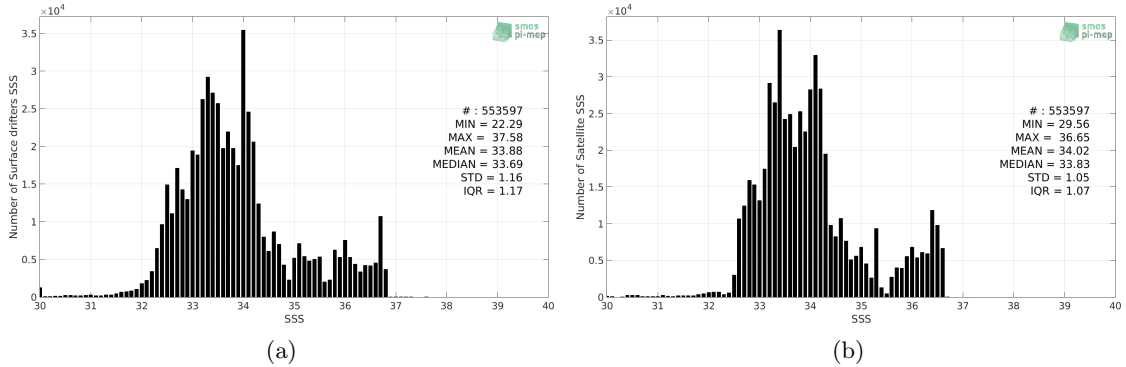 ×10⁴
3.5
3
2.5
2
1.5
1
0.5
0
Number of Surface drifters SSS
30 31 32 33 34 35 36 37 38 39 40
SSS
smos
pi-mep
# : 553597
MIN = 22.29
MAX = 37.58
MEAN = 33.88
MEDIAN = 33.69
STD = 1.16
IQR = 1.17
(a)
×10⁴
3.5
3
2.5
2
1.5
1
0.5
0
Number of Satellite SSS
30 31 32 33 34 35 36 37 38 39 40
SSS
smos
pi-mep
# : 553597
MIN = 29.56
MAX = 36.65
MEAN = 34.02
MEDIAN = 33.83
STD = 1.05
IQR = 1.07
(b)